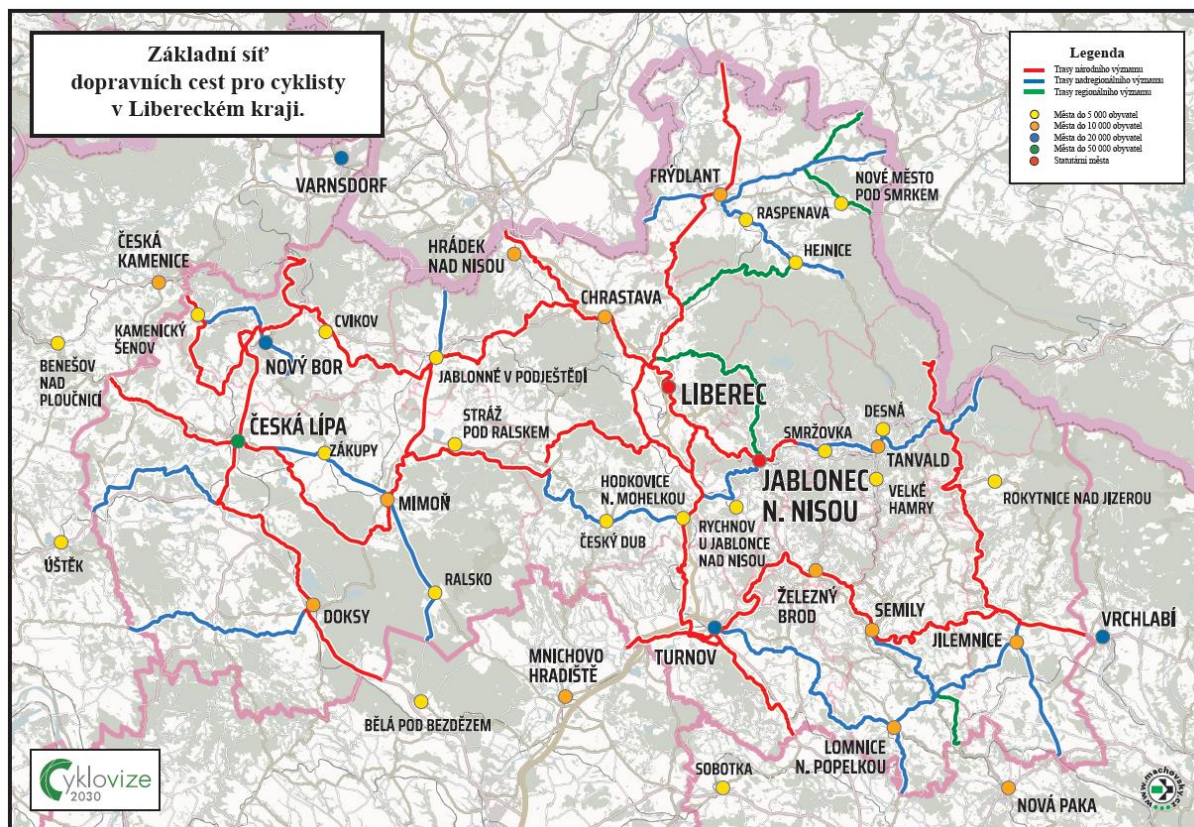 Základní síť
dopravních cest pro cyklisty
v Libereckém kraji.
Legenda
Trasy národního významu
Trasy nadregionálního významu
Trasy regionálního významu
Města do 5 000 obyvatel
Města do 10 000 obyvatel
Města do 20 000 obyvatel
Města do 50 000 obyvatel
Statutární města
VARNSDORF
FRÝDLANT
NOVÉ MĚSTO
POD SMRKEM
RASPENAVA
HEJNICE
ČESKÁ
KAMENICE
HRÁDEK
NAD NISOU
CHRASTAVA
KAMENICKÝ
ŠENOV
CVIKOV
BENEŠOV
NAD
PLOUČNICÍ
NOVÝ BOR
JABLONNÉ V PODJEŠTĚDÍ
LIBEREC
ČESKÁ LÍPA
ZÁKUPY
STRÁŽ
POD RALSKEM
DESNÁ
SMRŽOVKA
TANVALD
JABLONEC
N. NISOU
VELKÉ
HAMRY
ROKYTNICE NAD JIZEROU
MIMOŇ
HODKOVICE
N. MOHELKOU
ČESKÝ DUB
RYCHNOV
U JABLONCE
NAD NISOU
ÚŠTĚK
RALSKO
DOKSY
ŽELEZNÝ
BROD
SEMILY
JILEMNICE
VRCHLABÍ
TURNOV
MNICHOVO
HRADIŠTĚ
BĚLÁ POD BEZDĚZEM
LOMNICE
N. POPELKOU
SOBOTKA
NOVÁ PAKA
Cyklovize
2030
www.machovsky.cz